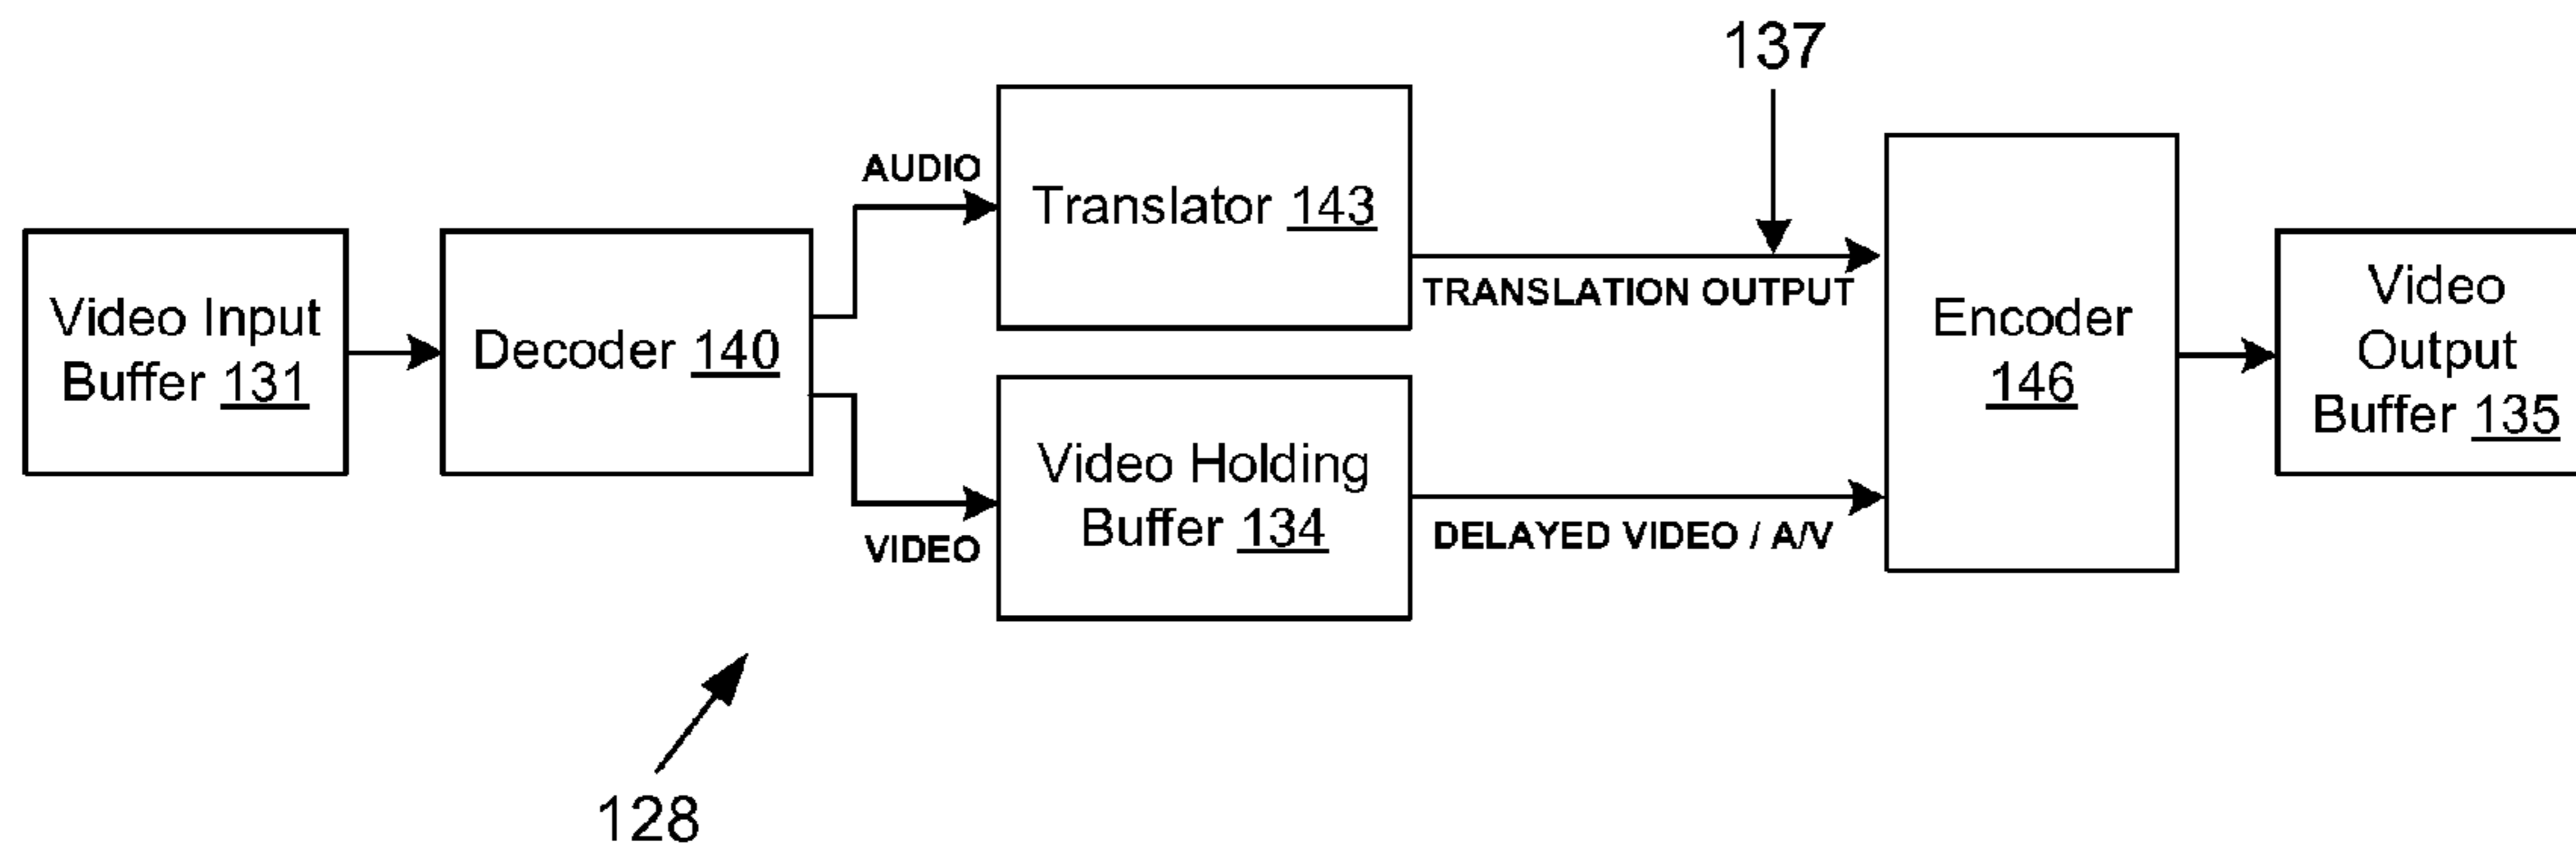 137
AUDIO
Translator 143
TRANSLATION OUTPUT
Video Input
Buffer 131
Decoder 140
Encoder
146
Video
Output
Buffer 135
VIDEO
Video Holding
Buffer 134
DELAYED VIDEO / A/V
128